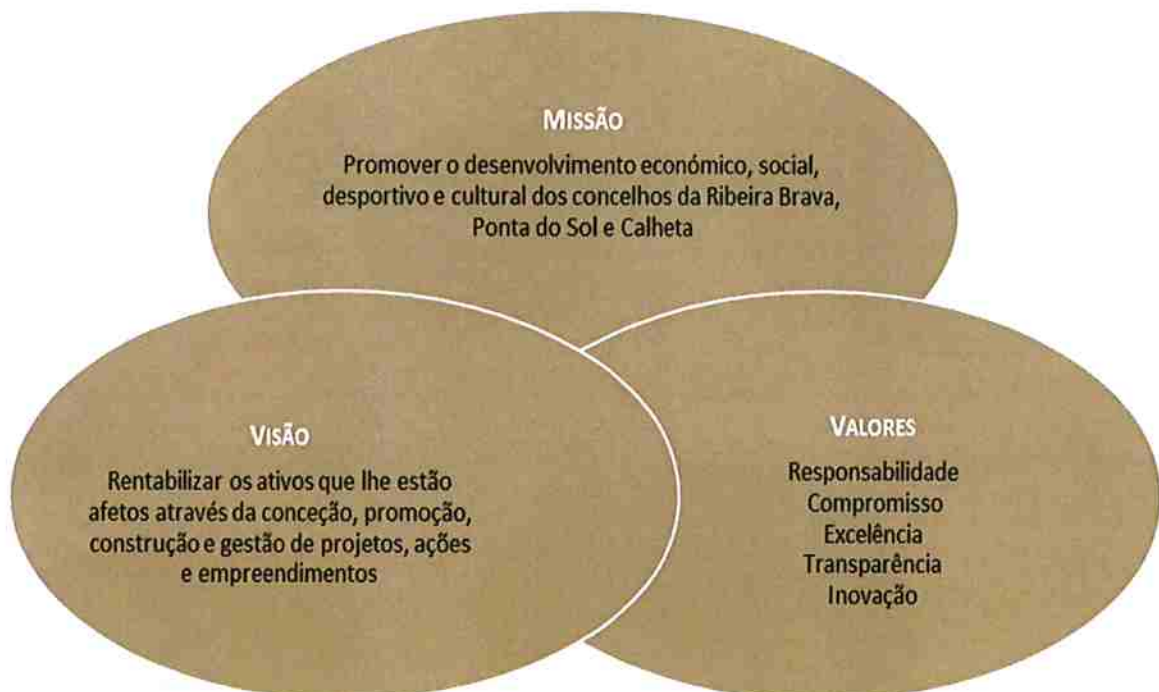 MISSÃO
Promover o desenvolvimento económico, social,
desportivo e cultural dos concelhos da Ribeira Brava,
Ponta do Sol e Calheta
VISÃO
Rentabilizar os ativos que lhe estão
afetos através da conceção, promoção,
construção e gestão de projetos, ações
e empreendimentos
VALORES
Responsabilidade
Compromisso
Excelência
Transparência
Inovação